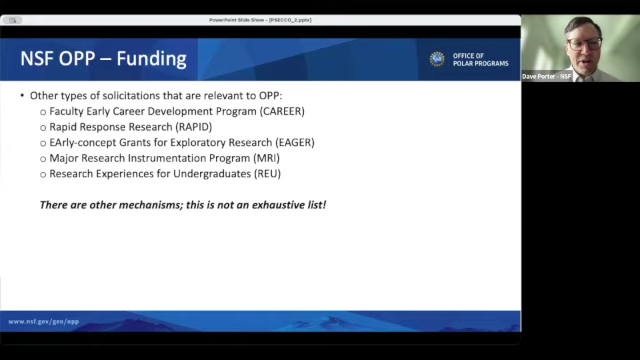 PowerPoint Slide Show - [PSECCO_2.pptx]
NSF OPP – Funding
OFFICE OF
POLAR PROGRAMS
Dave Porter - NSF
• Other types of solicitations that are relevant to OPP:
o Faculty Early Career Development Program (CAREER)
o Rapid Response Research (RAPID)
o EArly-concept Grants for Exploratory Research (EAGER)
o Major Research Instrumentation Program (MRI)
o Research Experiences for Undergraduates (REU)
There are other mechanisms; this is not an exhaustive list!
www.nsf.gov/geo/opp